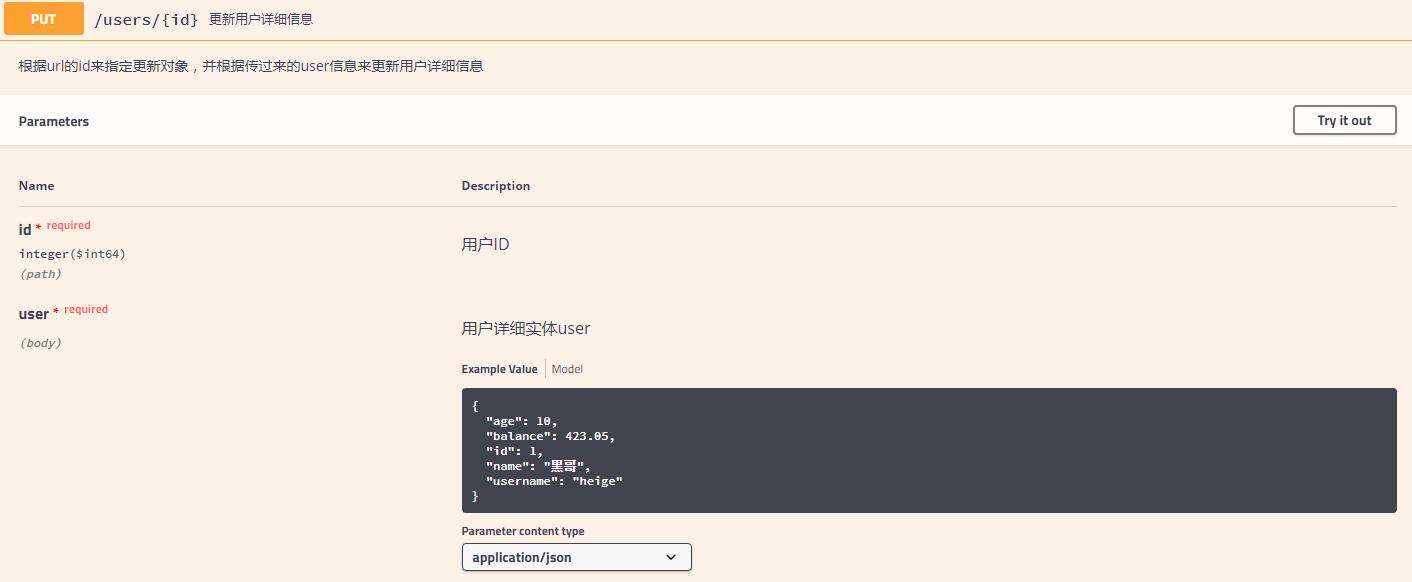 PUT /users/{id} 更新用户详细信息
根据url的id来指定更新对象，并根据传过来的user信息来更新用户详细信息
Parameters Try it out
Name Description
id * required
integer($int64)
(path)
用户ID
user * required
(body)
用户详细实体user
Example Value Model
{
"age": 10,
"balance": 423.05,
"id": 1,
"name": "黑哥",
"username": "heige"
}
Parameter content type
application/json